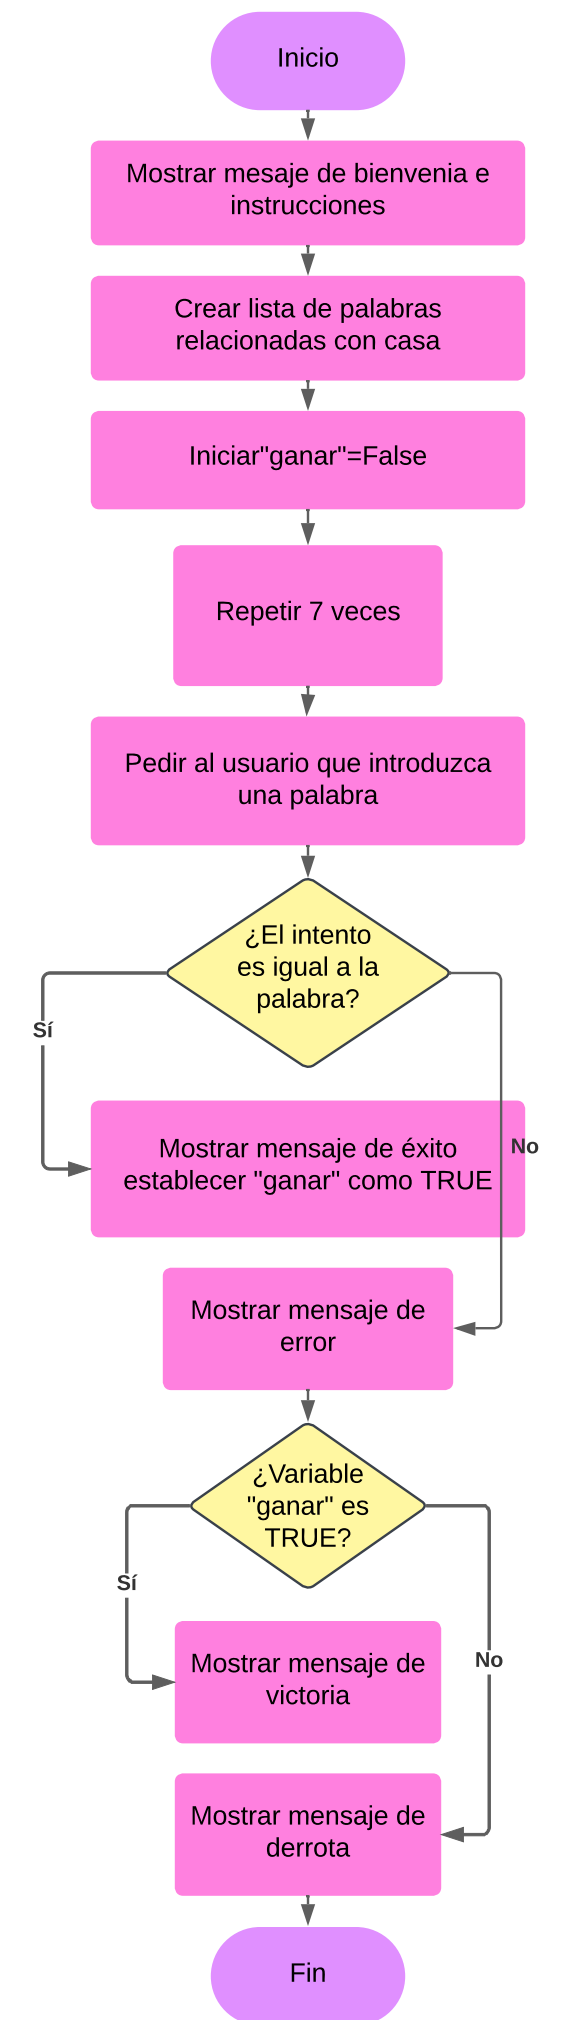 Inicio
Mostrar mesaje de bienvenia e
instrucciones
Crear lista de palabras
relacionadas con casa
Iniciar"ganar"=False
Repetir 7 veces
Pedir al usuario que introduzca
una palabra
¿El intento
es igual a la
palabra?
Sí
No
Mostrar mensaje de éxito
establecer "ganar" como TRUE
Mostrar mensaje de
error
¿Variable
"ganar" es
TRUE?
Sí
No
Mostrar mensaje de
victoria
Mostrar mensaje de
derrota
Fin